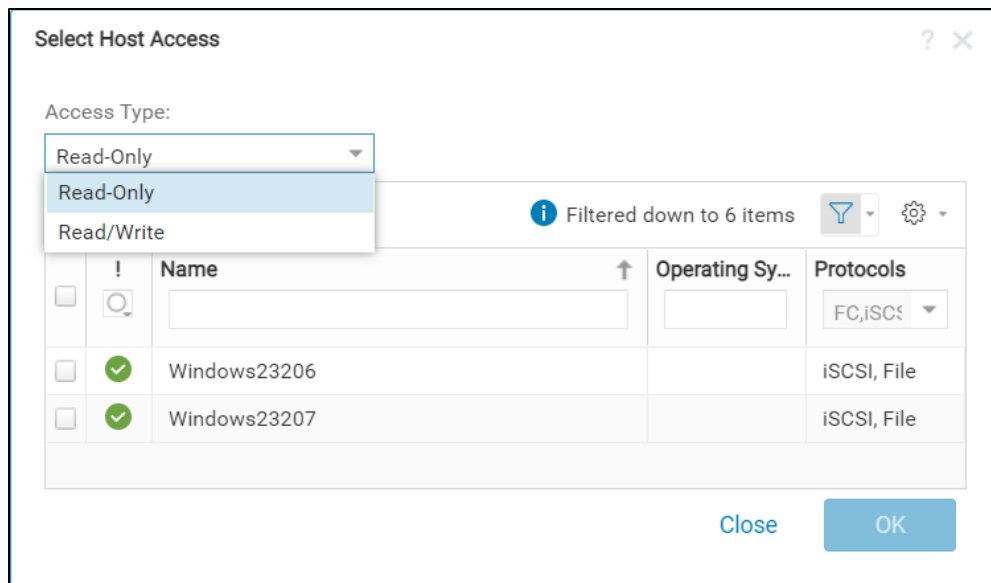 Select Host Access
?
Access Type:
Read-Only
Read-Only
Read/Write
Filtered down to 6 items
! Name Operating Sy... Protocols
FC,iSCS
Windows23206 iSCSI, File
Windows23207 iSCSI, File
Close OK